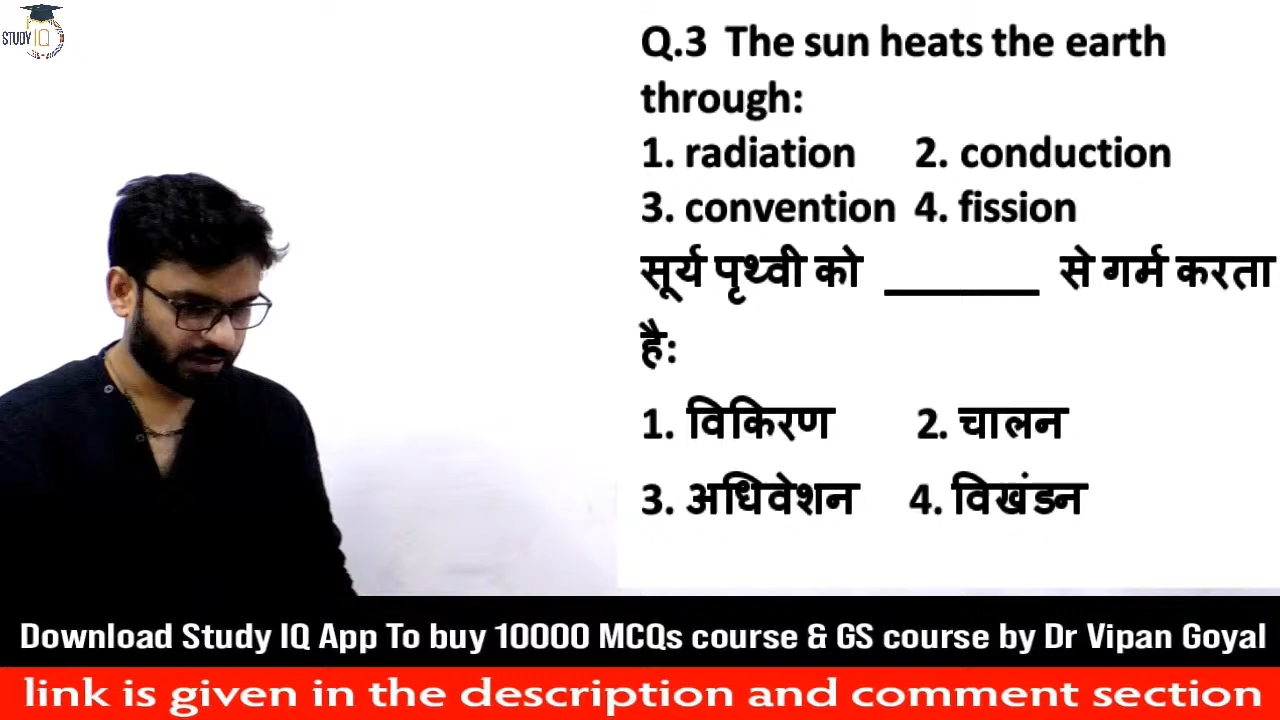 STUDY IQ
Q.3 The sun heats the earth
through:
1. radiation 2. conduction
3. convention 4. fission
सूर्य पृथ्वी को ________ से गर्म करता
है:
1. विकिरण 2. चालन
3. अधिवेशन 4. विखंडन
Download Study IQ App To buy 10000 MCQs course & GS course by Dr Vipan Goyal
link is given in the description and comment section